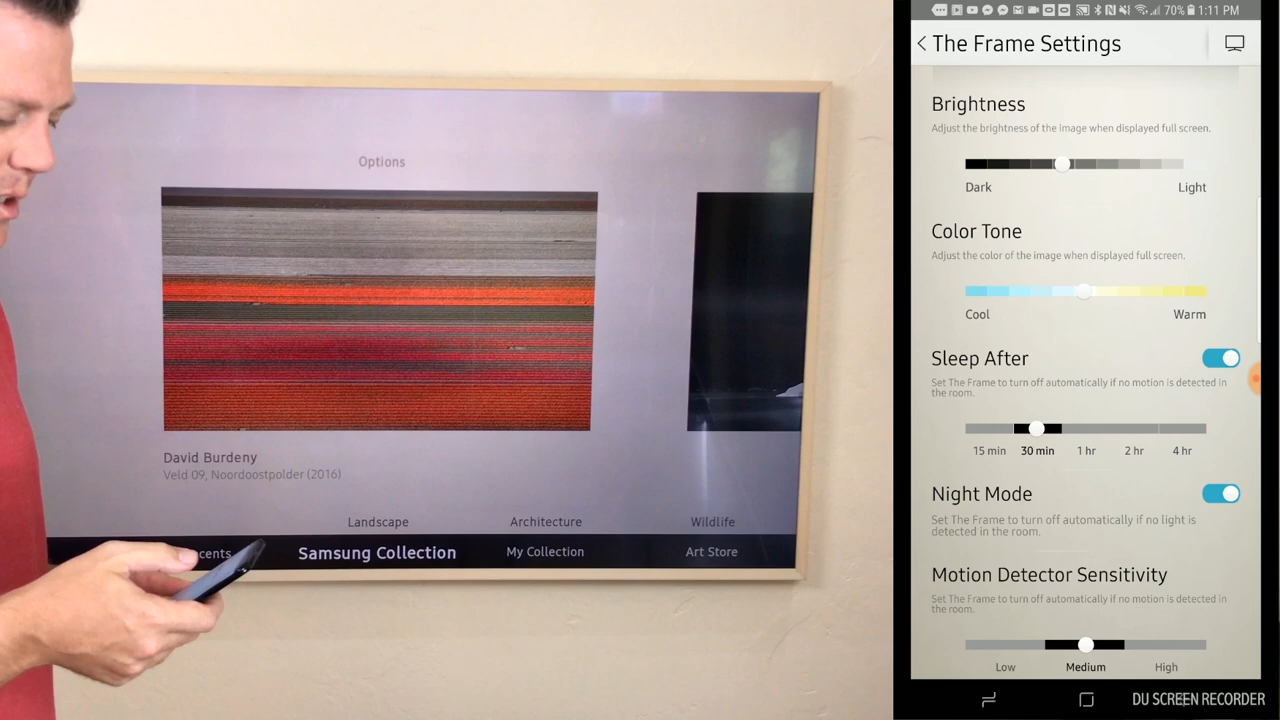 Options
David Burdeny
Veld 09, Noordoostpolder (2016)
Landscape
Architecture
Wildlife
cents
Samsung Collection
My Collection
Art Store
70% 1:11 PM
The Frame Settings
Brightness
Adjust the brightness of the image when displayed full screen.
Dark
Light
Color Tone
Adjust the color of the image when displayed full screen.
Cool
Warm
Sleep After
Set The Frame to turn off automatically if no motion is detected in
the room.
15 min
30 min
1 hr
2 hr
4 hr
Night Mode
Set The Frame to turn off automatically if no light is
detected in the room.
Motion Detector Sensitivity
Set The Frame to turn off automatically if no motion is detected in
the room.
Low
Medium
High
DU SCREEN RECORDER